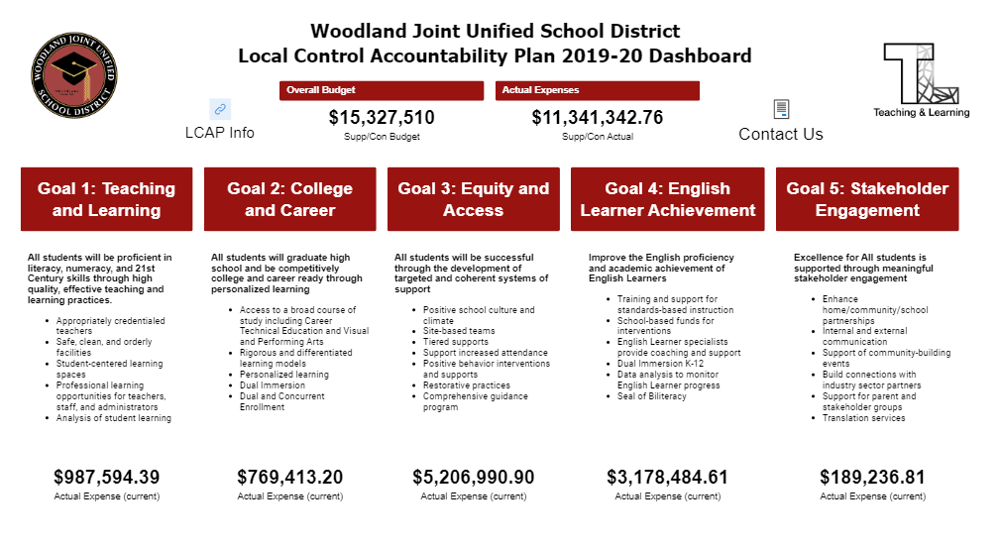 Woodland Joint Unified School District
Local Control Accountability Plan 2019-20 Dashboard
WOODLAND JOINT UNIFIED
SCHOOL DISTRICT
LCAP Info
Overall Budget
$15,327,510
Supp/Con Budget
Actual Expenses
$11,341,342.76
Supp/Con Actual
Contact Us
TL
Teaching & Learning
Goal 1: Teaching
and Learning
All students will be proficient in
literacy, numeracy, and 21st
Century skills through high
quality, effective teaching and
learning practices.
• Appropriately credentialed
teachers
• Safe, clean, and orderly
facilities
• Student-centered learning
spaces
• Professional learning
opportunities for teachers,
staff, and administrators
• Analysis of student learning
$987,594.39
Actual Expense (current)
Goal 2: College
and Career
All students will graduate high
school and be competitively
college and career ready through
personalized learning
• Access to a broad course of
study including Career
Technical Education and Visual
and Performing Arts
• Rigorous and differentiated
learning models
• Personalized learning
• Dual Immersion
• Dual and Concurrent
Enrollment
$769,413.20
Actual Expense (current)
Goal 3: Equity and
Access
All students will be successful
through the development of
targeted and coherent systems of
support
• Positive school culture and
climate
• Site-based teams
• Tiered supports
• Support increased attendance
• Positive behavior interventions
and supports
• Restorative practices
• Comprehensive guidance
program
$5,206,990.90
Actual Expense (current)
Goal 4: English
Learner Achievement
Improve the English proficiency
and academic achievement of
English Learners
• Training and support for
standards-based instruction
• School-based funds for
interventions
• English Learner specialists
provide coaching and support
• Dual Immersion K-12
• Data analysis to monitor
English Learner progress
• Seal of Biliteracy
$3,178,484.61
Actual Expense (current)
Goal 5: Stakeholder
Engagement
Excellence for All students is
supported through meaningful
stakeholder engagement
• Enhance
home/community/school
partnerships
• Internal and external
communication
• Support of community-building
events
• Build connections with
industry sector partners
• Support for parent and
stakeholder groups
• Translation services
$189,236.81
Actual Expense (current)